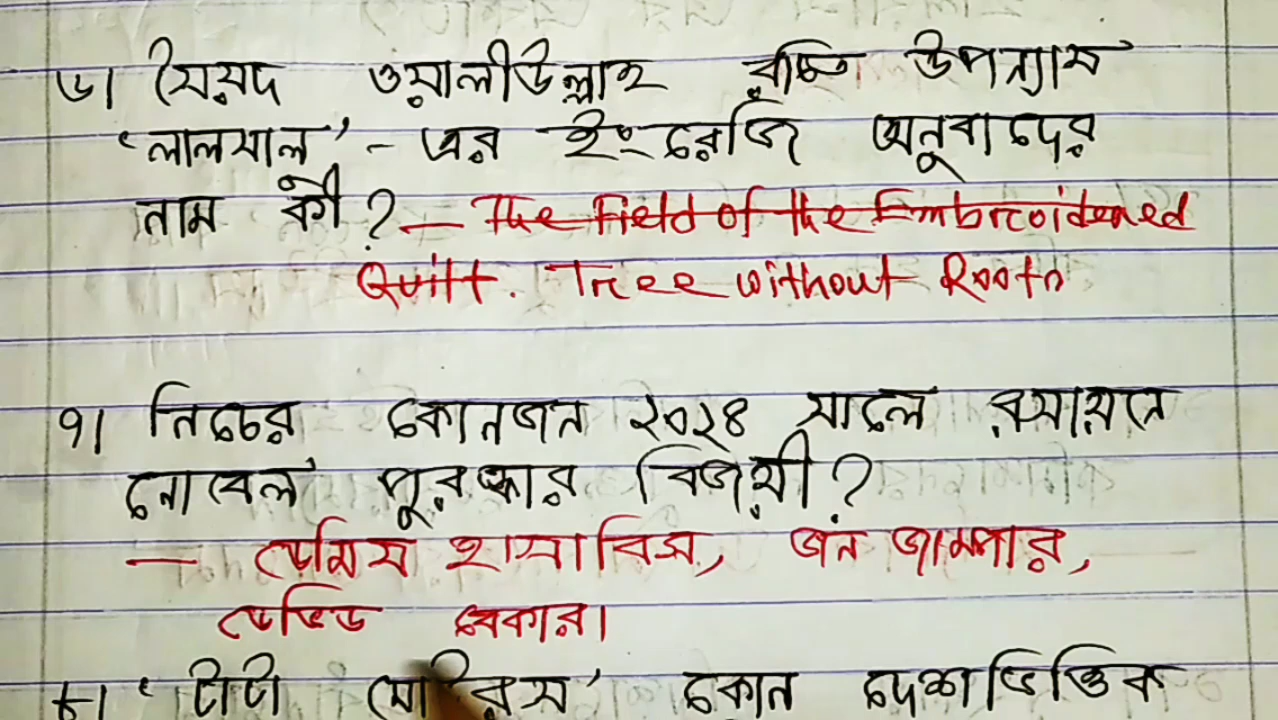 ৬। সৈয়দ ওয়ালীউল্লাহ রচিত উপন্যাস
'লালসালু' - এর ইংরেজি অনুবাদের
নাম কী? — The Field of the Embroidered
Quilt. Tree without Roots
৭। নিচের কোনজন ২০২৪ সালে রসায়নে
নোবেল পুরস্কার বিজয়ী?
— ডেমিস হাসাবিস, জন জাম্পার,
ডেভিড বেকার।
৮। 'টাটা মোটরস' কোন দেশভিত্তিক